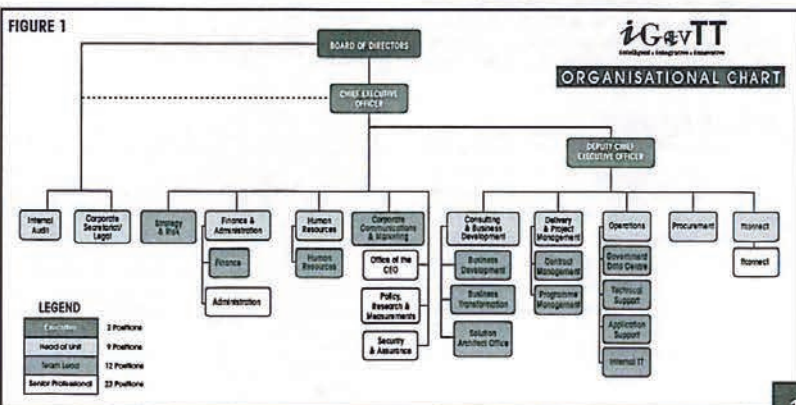 FIGURE 1
iGovTT
Intelligent • Integrative • Innovative
ORGANISATIONAL CHART
BOARD OF DIRECTORS
CHIEF EXECUTIVE
OFFICER
DEPUTY CHIEF
EXECUTIVE OFFICER
Internal
Audit
Corporate
Secretariat/
Legal
Strategy
& Risk
Finance &
Administration
Finance
Administration
Human
Resources
Human
Resources
Corporate
Communications
& Marketing
Office of the
CEO
Policy,
Research &
Measurements
Security
& Assurance
Consulting
& Business
Development
Business
Development
Business
Transformation
Solution
Architect Office
Delivery
& Project
Management
Contract
Management
Programme
Management
Operations
Government
Data Centre
Technical
Support
Application
Support
Internal IT
Procurement
ttconnect
ttconnect
LEGEND
Executive
Positions
Head of Unit
9 Positions
Team Lead
12 Positions
Senior Professional
23 Positions